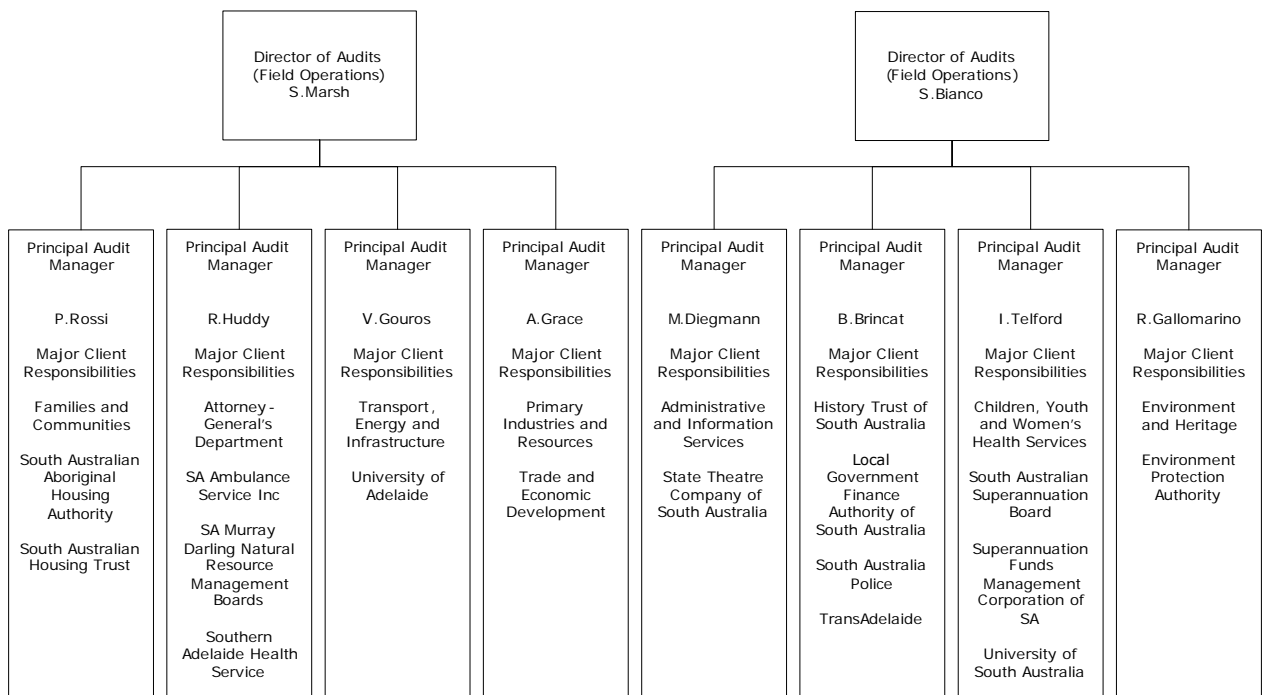 Director of Audits
(Field Operations)
S.Marsh
Director of Audits
(Field Operations)
S.Bianco
Principal Audit
Manager
P.Rossi
Major Client
Responsibilities
Families and
Communities
South Australian
Aboriginal
Housing
Authority
South Australian
Housing Trust
Principal Audit
Manager
R.Huddy
Major Client
Responsibilities
Attorney-
General's
Department
SA Ambulance
Service Inc
SA Murray
Darling Natural
Resource
Management
Boards
Southern
Adelaide Health
Service
Principal Audit
Manager
V.Gouros
Major Client
Responsibilities
Transport,
Energy and
Infrastructure
University of
Adelaide
Principal Audit
Manager
A.Grace
Major Client
Responsibilities
Primary
Industries and
Resources
Trade and
Economic
Development
Principal Audit
Manager
M.Diegmann
Major Client
Responsibilities
Administrative
and Information
Services
State Theatre
Company of
South Australia
Principal Audit
Manager
B.Brincat
Major Client
Responsibilities
History Trust of
South Australia
Local
Government
Finance
Authority of
South Australia
South Australia
Police
TransAdelaide
Principal Audit
Manager
I.Telford
Major Client
Responsibilities
Children, Youth
and Women's
Health Services
South Australian
Superannuation
Board
Superannuation
Funds
Management
Corporation of
SA
University of
South Australia
Principal Audit
Manager
R.Gallomarino
Major Client
Responsibilities
Environment
and Heritage
Environment
Protection
Authority